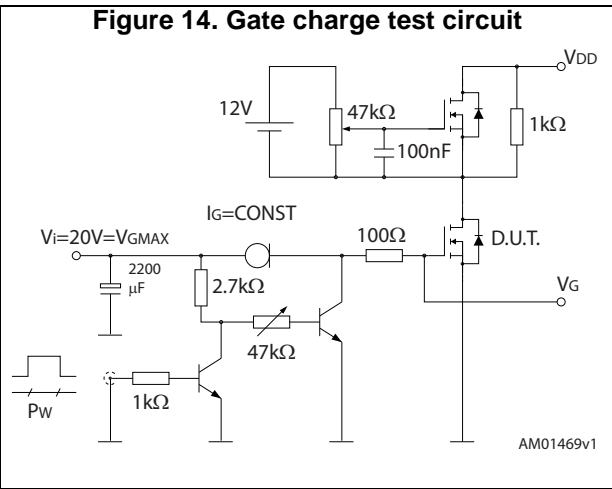 Figure 14. Gate charge test circuit
VDD
12V
47kΩ
1kΩ
100nF
IG=CONST
Vi=20V=VGMAX
100Ω
D.U.T.
2200
μF
2.7kΩ
VG
47kΩ
1kΩ
PW
AM01469v1